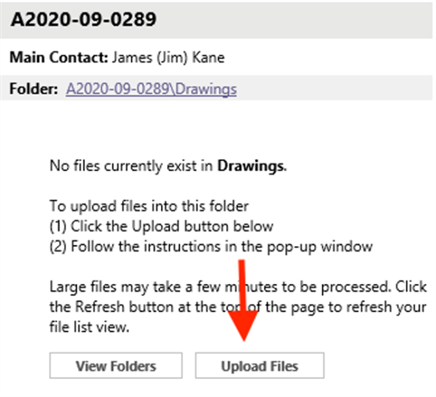 A2020-09-0289
Main Contact: James (Jim) Kane
Folder: A2020-09-0289\Drawings
No files currently exist in Drawings.
To upload files into this folder
(1) Click the Upload button below
(2) Follow the instructions in the pop-up window
Large files may take a few minutes to be processed. Click
the Refresh button at the top of the page to refresh your
file list view.
View Folders
Upload Files